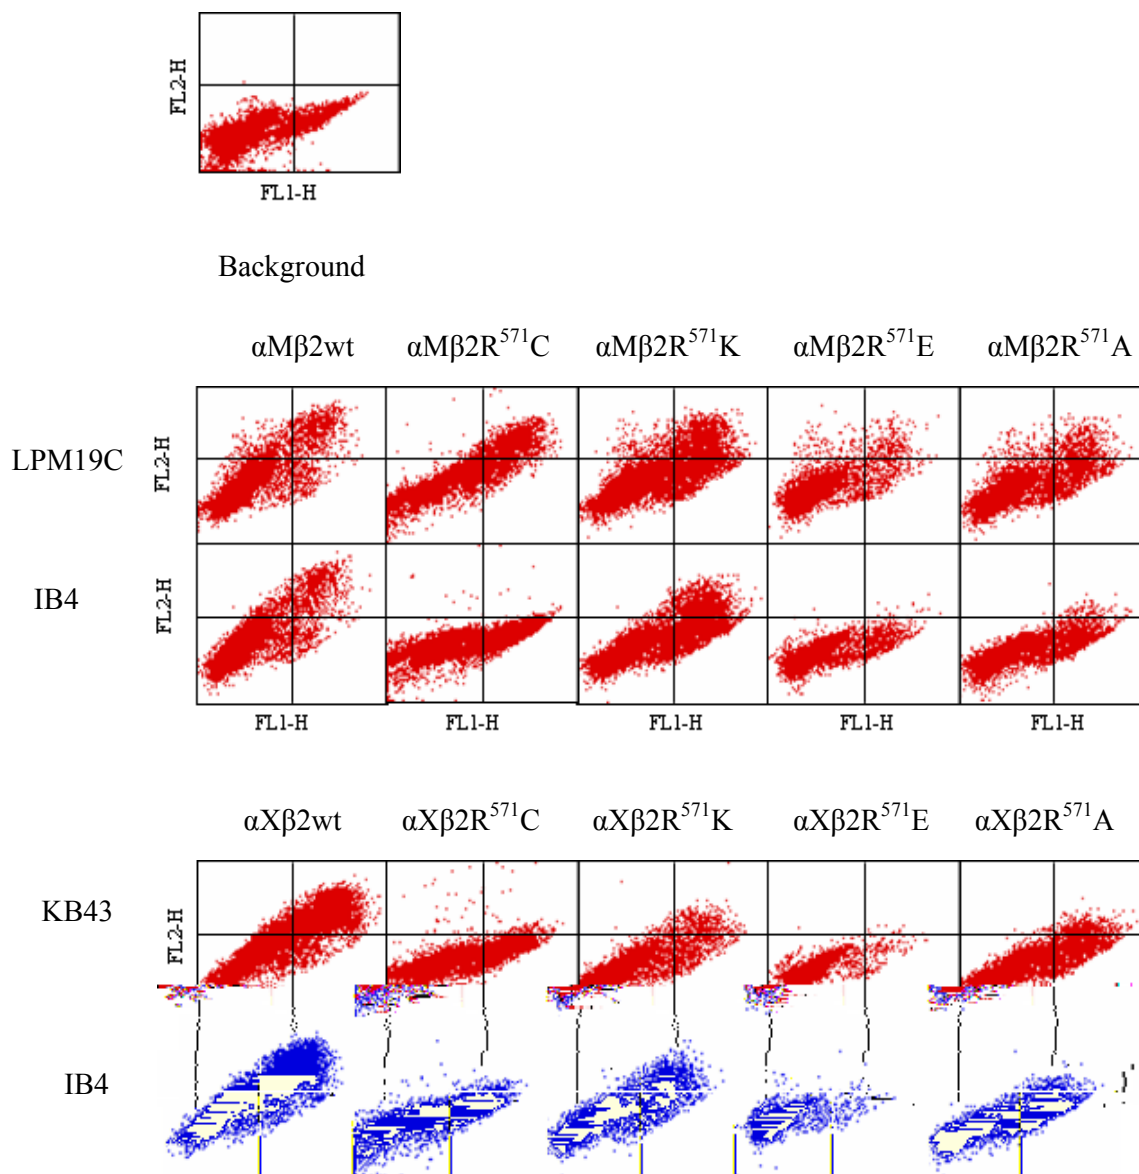 FL2-H
FL1-H
Background
αMβ2wt αMβ2R⁵⁷¹C αMβ2R⁵⁷¹K αMβ2R⁵⁷¹E αMβ2R⁵⁷¹A
LPM19C
FL2-H
IB4
FL2-H
FL1-H FL1-H FL1-H FL1-H FL1-H
αXβ2wt αXβ2R⁵⁷¹C αXβ2R⁵⁷¹K αXβ2R⁵⁷¹E αXβ2R⁵⁷¹A
KB43
FL2-H
IB4